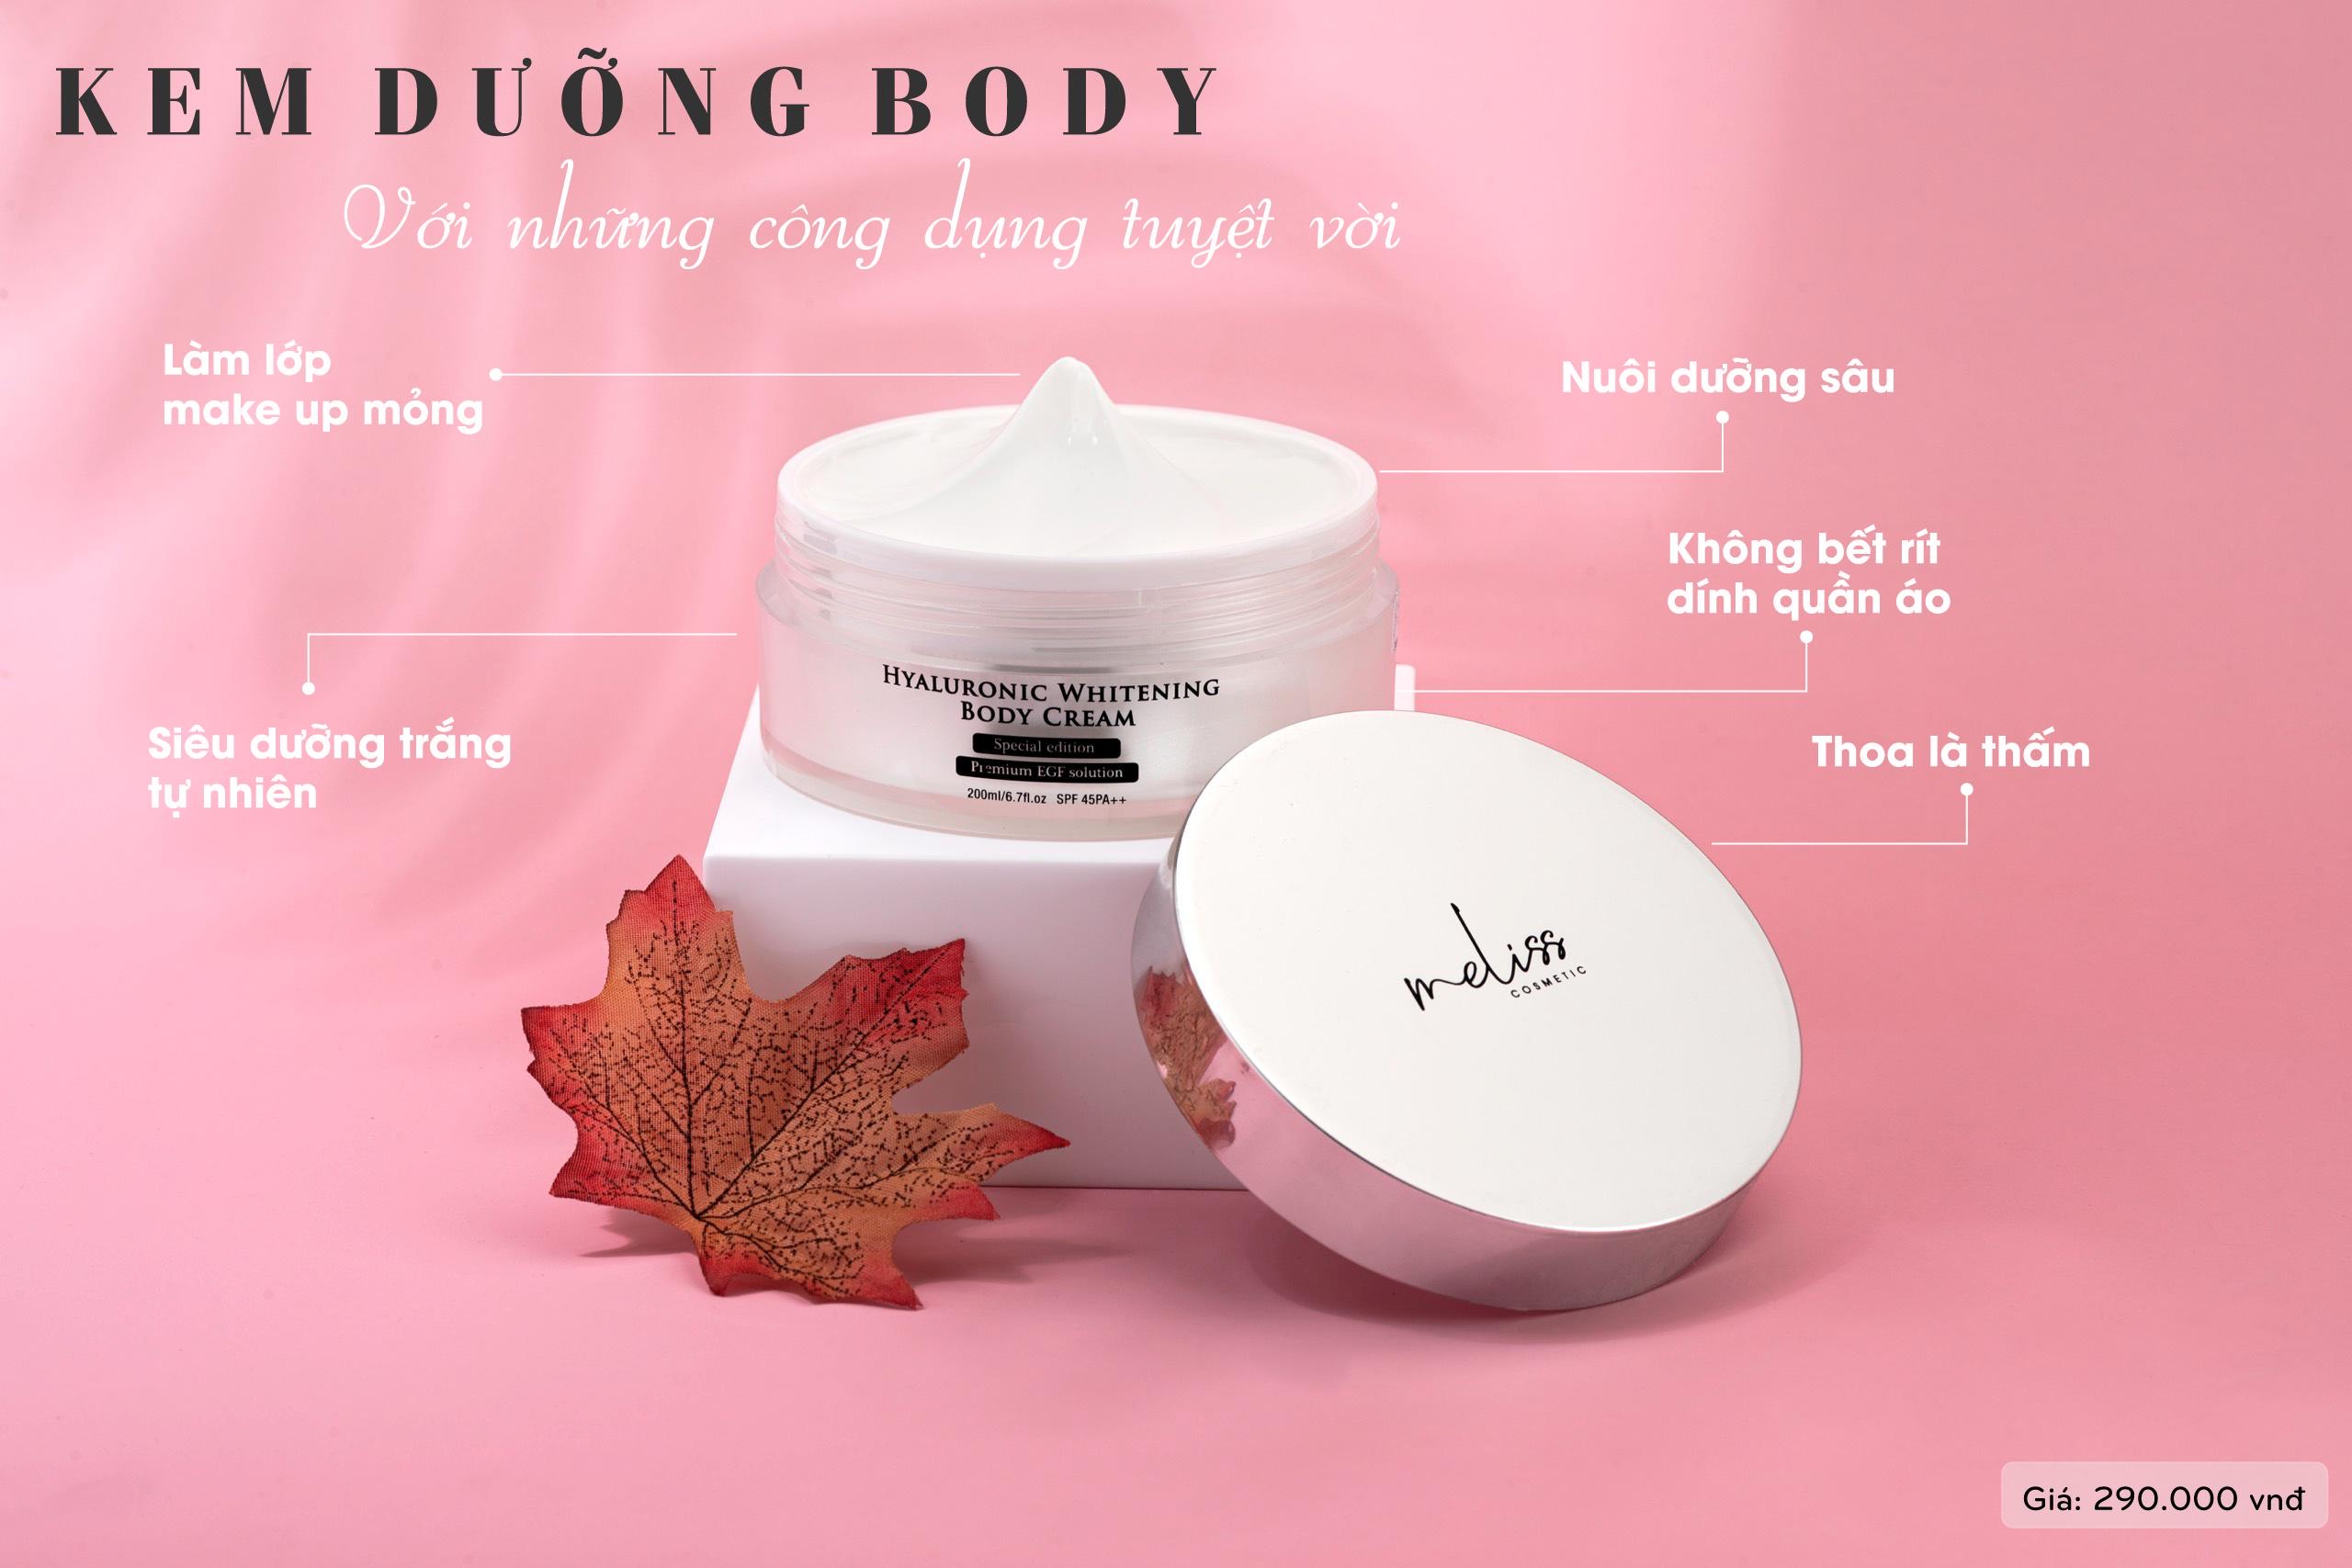 KEM DƯỠNG BODY
Với những công dụng tuyệt vời
Làm lớp
make up mỏng
Nuôi dưỡng sâu
Không bết rít
dính quần áo
Siêu dưỡng trắng
tự nhiên
Thoa là thấm
HYALURONIC WHITENING
BODY CREAM
Special edition
Premium EGF solution
200ml/6.7fl.oz SPF 45PA++
meliss
COSMETIC
Giá: 290.000 vnđ